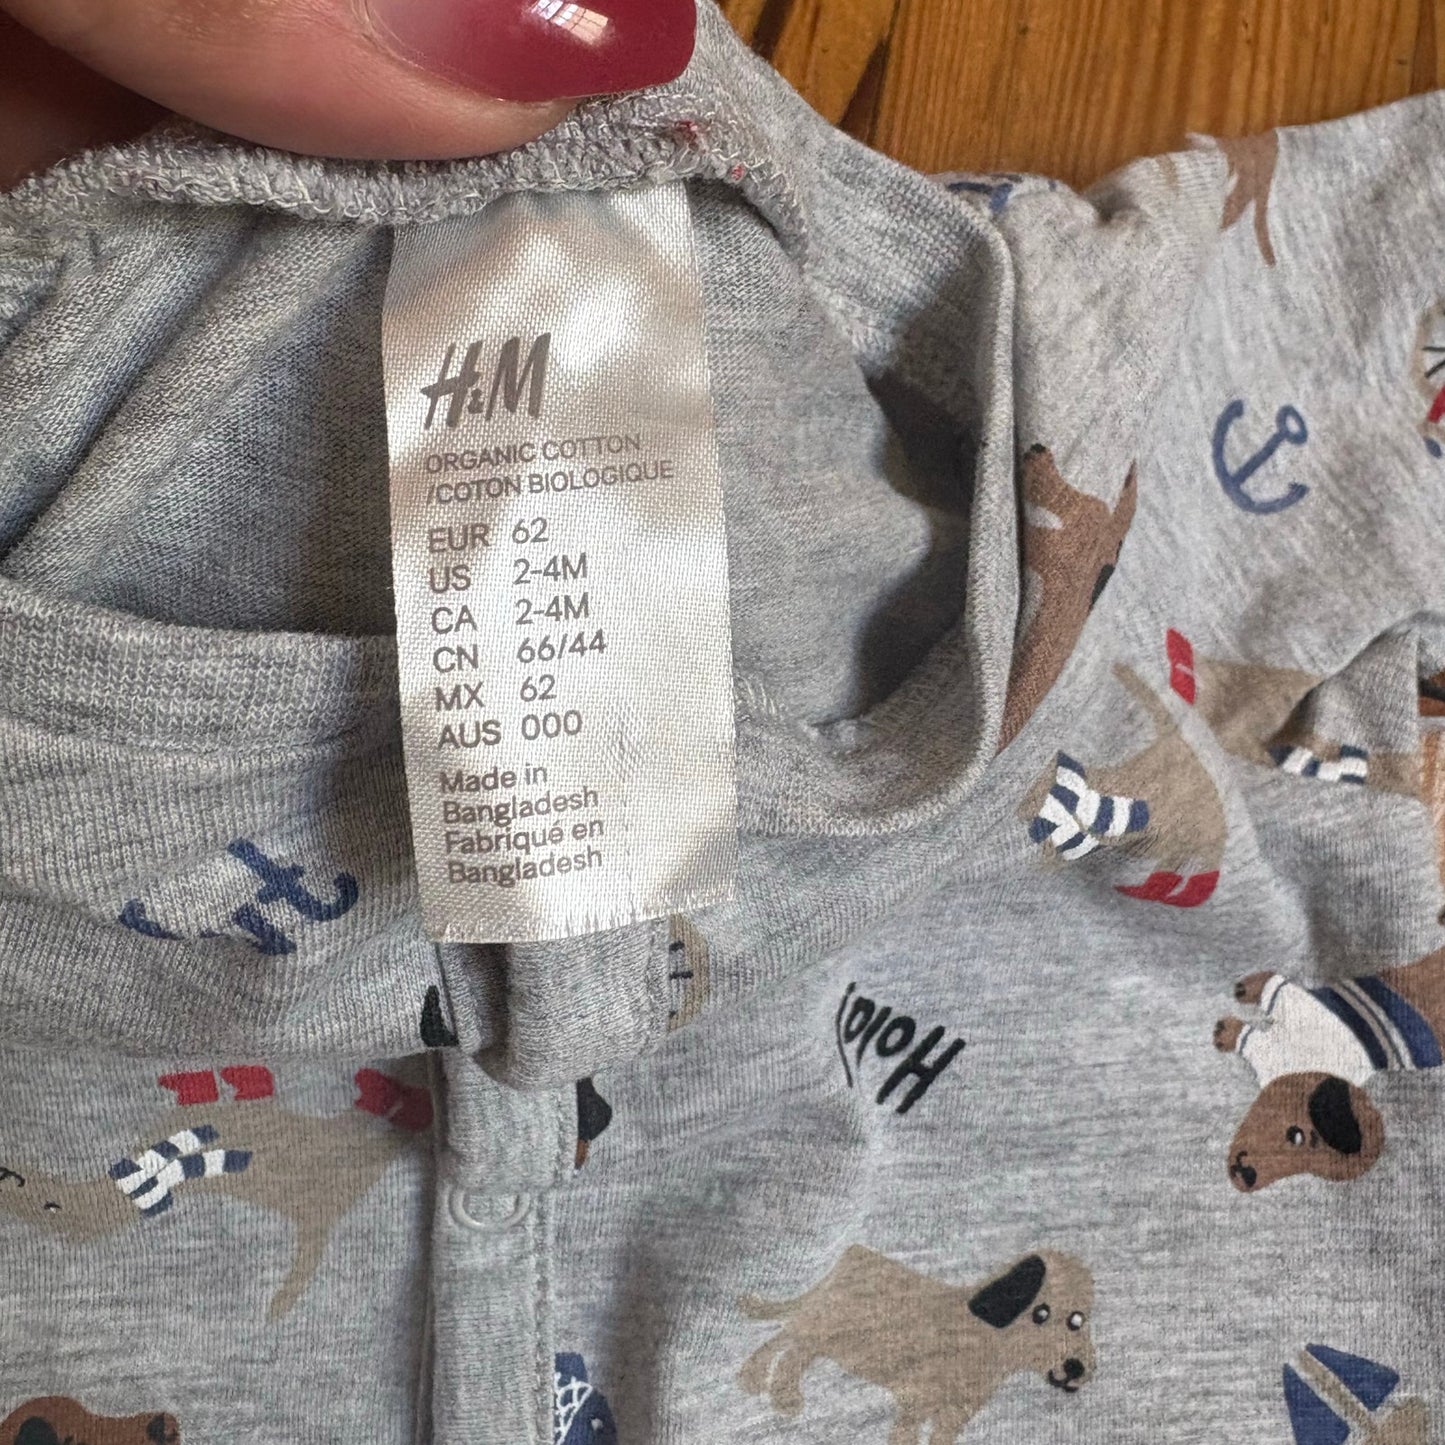 H&M
ORGANIC COTTON
/COTON BIOLOGIQUE
EUR 62
US 2-4M
CA 2-4M
CN 66/44
MX 62
AUS 000
Made in
Bangladesh
Fabriqué en
Bangladesh
Hola!